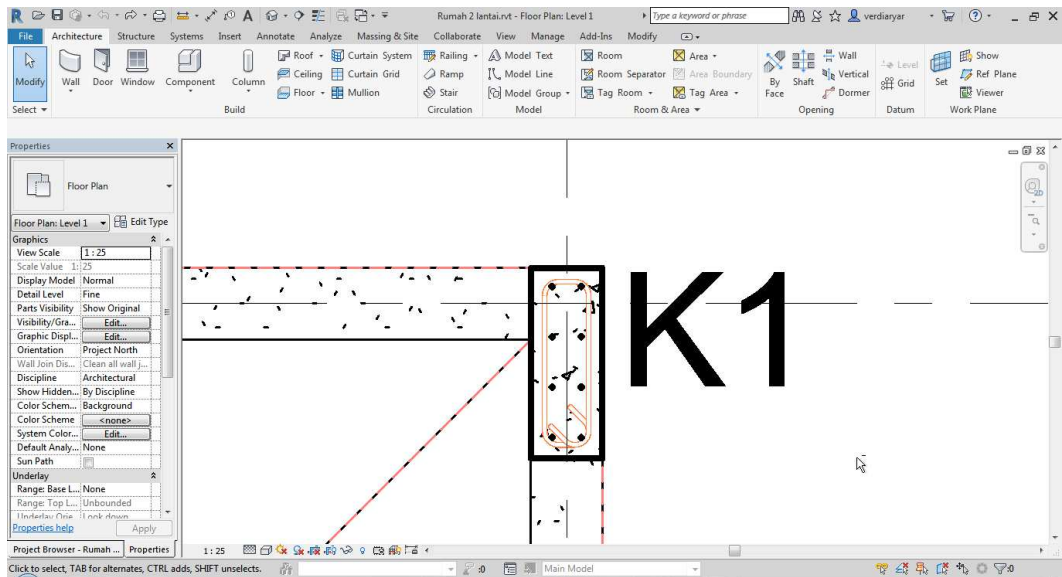 Rumah 2 lantai.rvt - Floor Plan: Level 1 Type a keyword or phrase verdiaryar
File Architecture Structure Systems Insert Annotate Analyze Massing & Site Collaborate View Manage Add-Ins Modify
Modify Wall Door Window Component Column
Roof Curtain System Railing Model Text Room Area Wall Show
Ceiling Curtain Grid Ramp Model Line Room Separator Area Boundary Vertical Level Ref Plane
Floor Mullion Stair Model Group Tag Room Tag Area By Face Shaft Dormer Grid Set Viewer
Select Build Circulation Model Room & Area Opening Datum Work Plane
Properties
Floor Plan
Floor Plan: Level 1 Edit Type
Graphics
View Scale 1 : 25
Scale Value 1: 25
Display Model Normal
Detail Level Fine
Parts Visibility Show Original
Visibility/Gra... Edit...
Graphic Displ... Edit...
Orientation Project North
Wall Join Dis... Clean all wall j...
Discipline Architectural
Show Hidden... By Discipline
Color Schem... Background
Color Scheme <none>
System Color... Edit...
Default Analy... None
Sun Path
Underlay
Range: Base L... None
Range: Top L... Unbounded
Underlay Orie... Look down
Properties help Apply
Project Browser - Rumah ... Properties
K1
1 : 25
Click to select, TAB for alternates, CTRL adds, SHIFT unselects. :0 Main Model :0